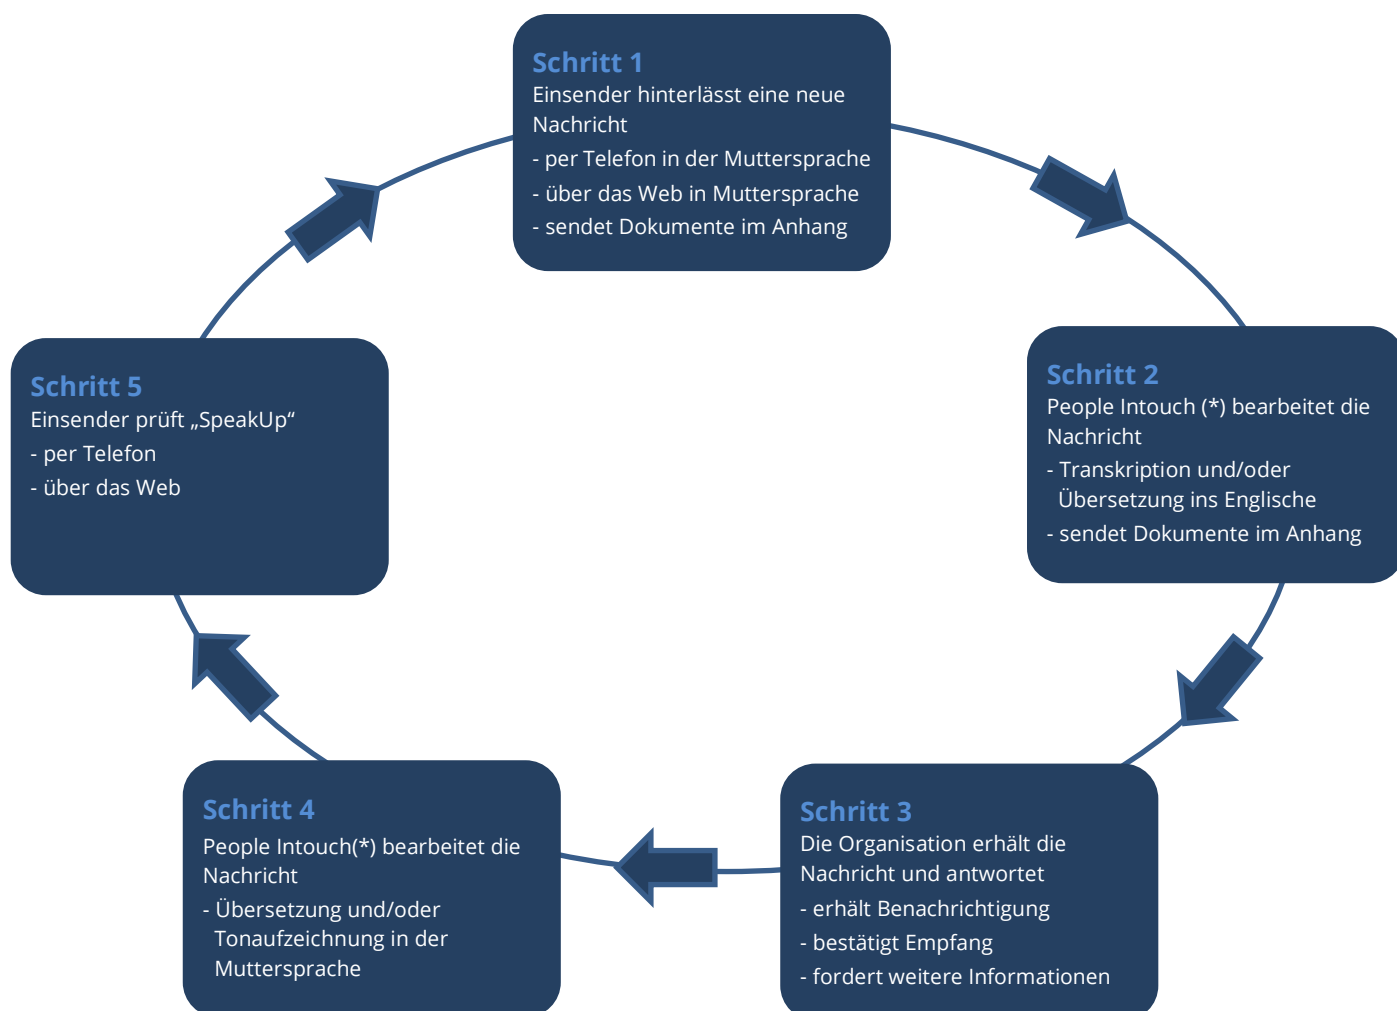 Schritt 1
Einsender hinterlässt eine neue
Nachricht
- per Telefon in der Muttersprache
- über das Web in Muttersprache
- sendet Dokumente im Anhang
Schritt 2
People Intouch (*) bearbeitet die
Nachricht
- Transkription und/oder
Übersetzung ins Englische
- sendet Dokumente im Anhang
Schritt 3
Die Organisation erhält die
Nachricht und antwortet
- erhält Benachrichtigung
- bestätigt Empfang
- fordert weitere Informationen
Schritt 4
People Intouch(*) bearbeitet die
Nachricht
- Übersetzung und/oder
Tonaufzeichnung in der
Muttersprache
Schritt 5
Einsender prüft „SpeakUp“
- per Telefon
- über das Web